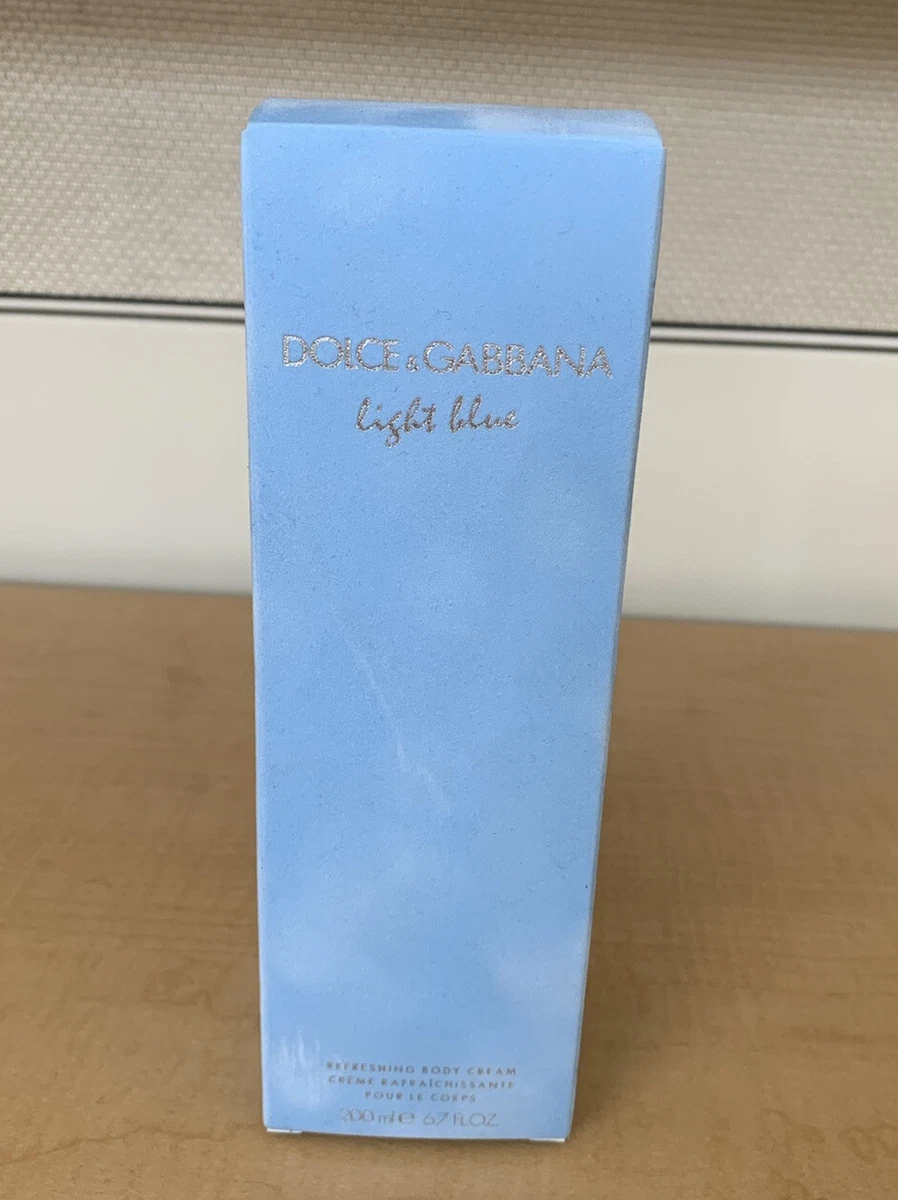 DOLCE & GABBANA
light blue
REFRESHING BODY CREAM
CRÈME RAFRAÎCHISSANTE
POUR LE CORPS
200 ml e 6.7 FL.OZ.